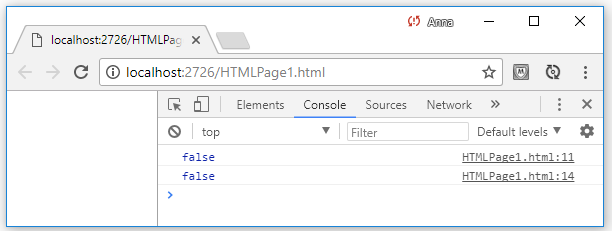 Anna
localhost:2726/HTMLPag
localhost:2726/HTMLPage1.html
Elements Console Sources Network
top Filter Default levels
false HTMLPage1.html:11
false HTMLPage1.html:14